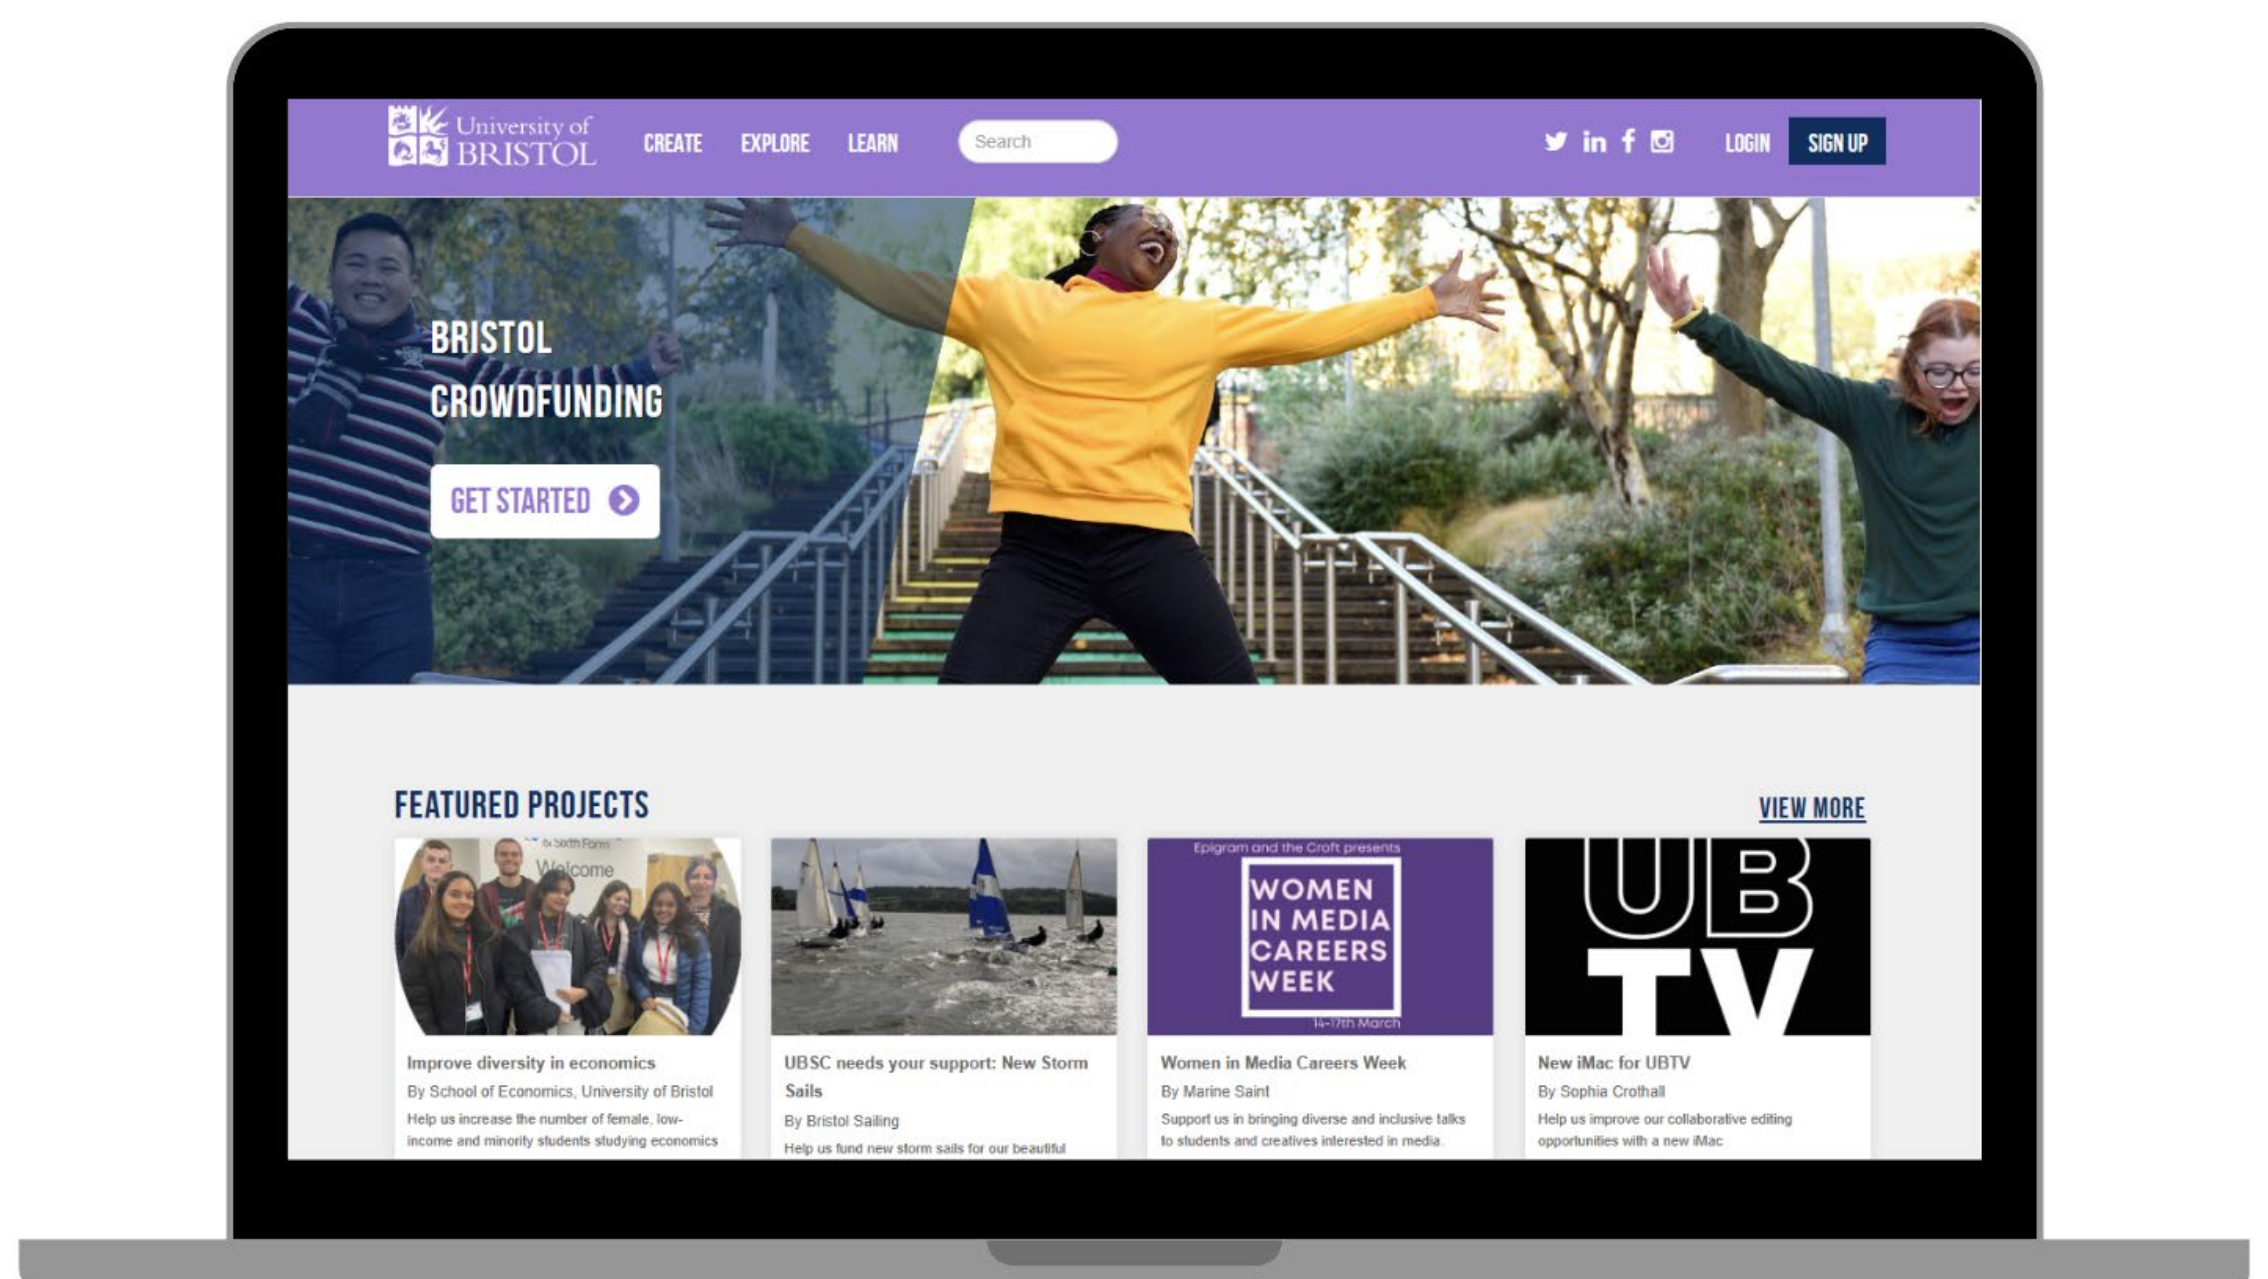 University of
BRISTOL
CREATE
EXPLORE
LEARN
Search
LOGIN
SIGN UP
BRISTOL
CROWDFUNDING
GET STARTED
FEATURED PROJECTS
VIEW MORE
& Sixth Form
Welcome
Improve diversity in economics
By School of Economics, University of Bristol
Help us increase the number of female, low-
income and minority students studying economics
UBSC needs your support: New Storm
Sails
By Bristol Sailing
Help us fund new storm sails for our beautiful
Epigram and the Croft presents
WOMEN
IN MEDIA
CAREERS
WEEK
14-17th March
Women in Media Careers Week
By Marine Saint
Support us in bringing diverse and inclusive talks
to students and creatives interested in media.
UB
TV
New iMac for UBTV
By Sophia Crothall
Help us improve our collaborative editing
opportunities with a new iMac